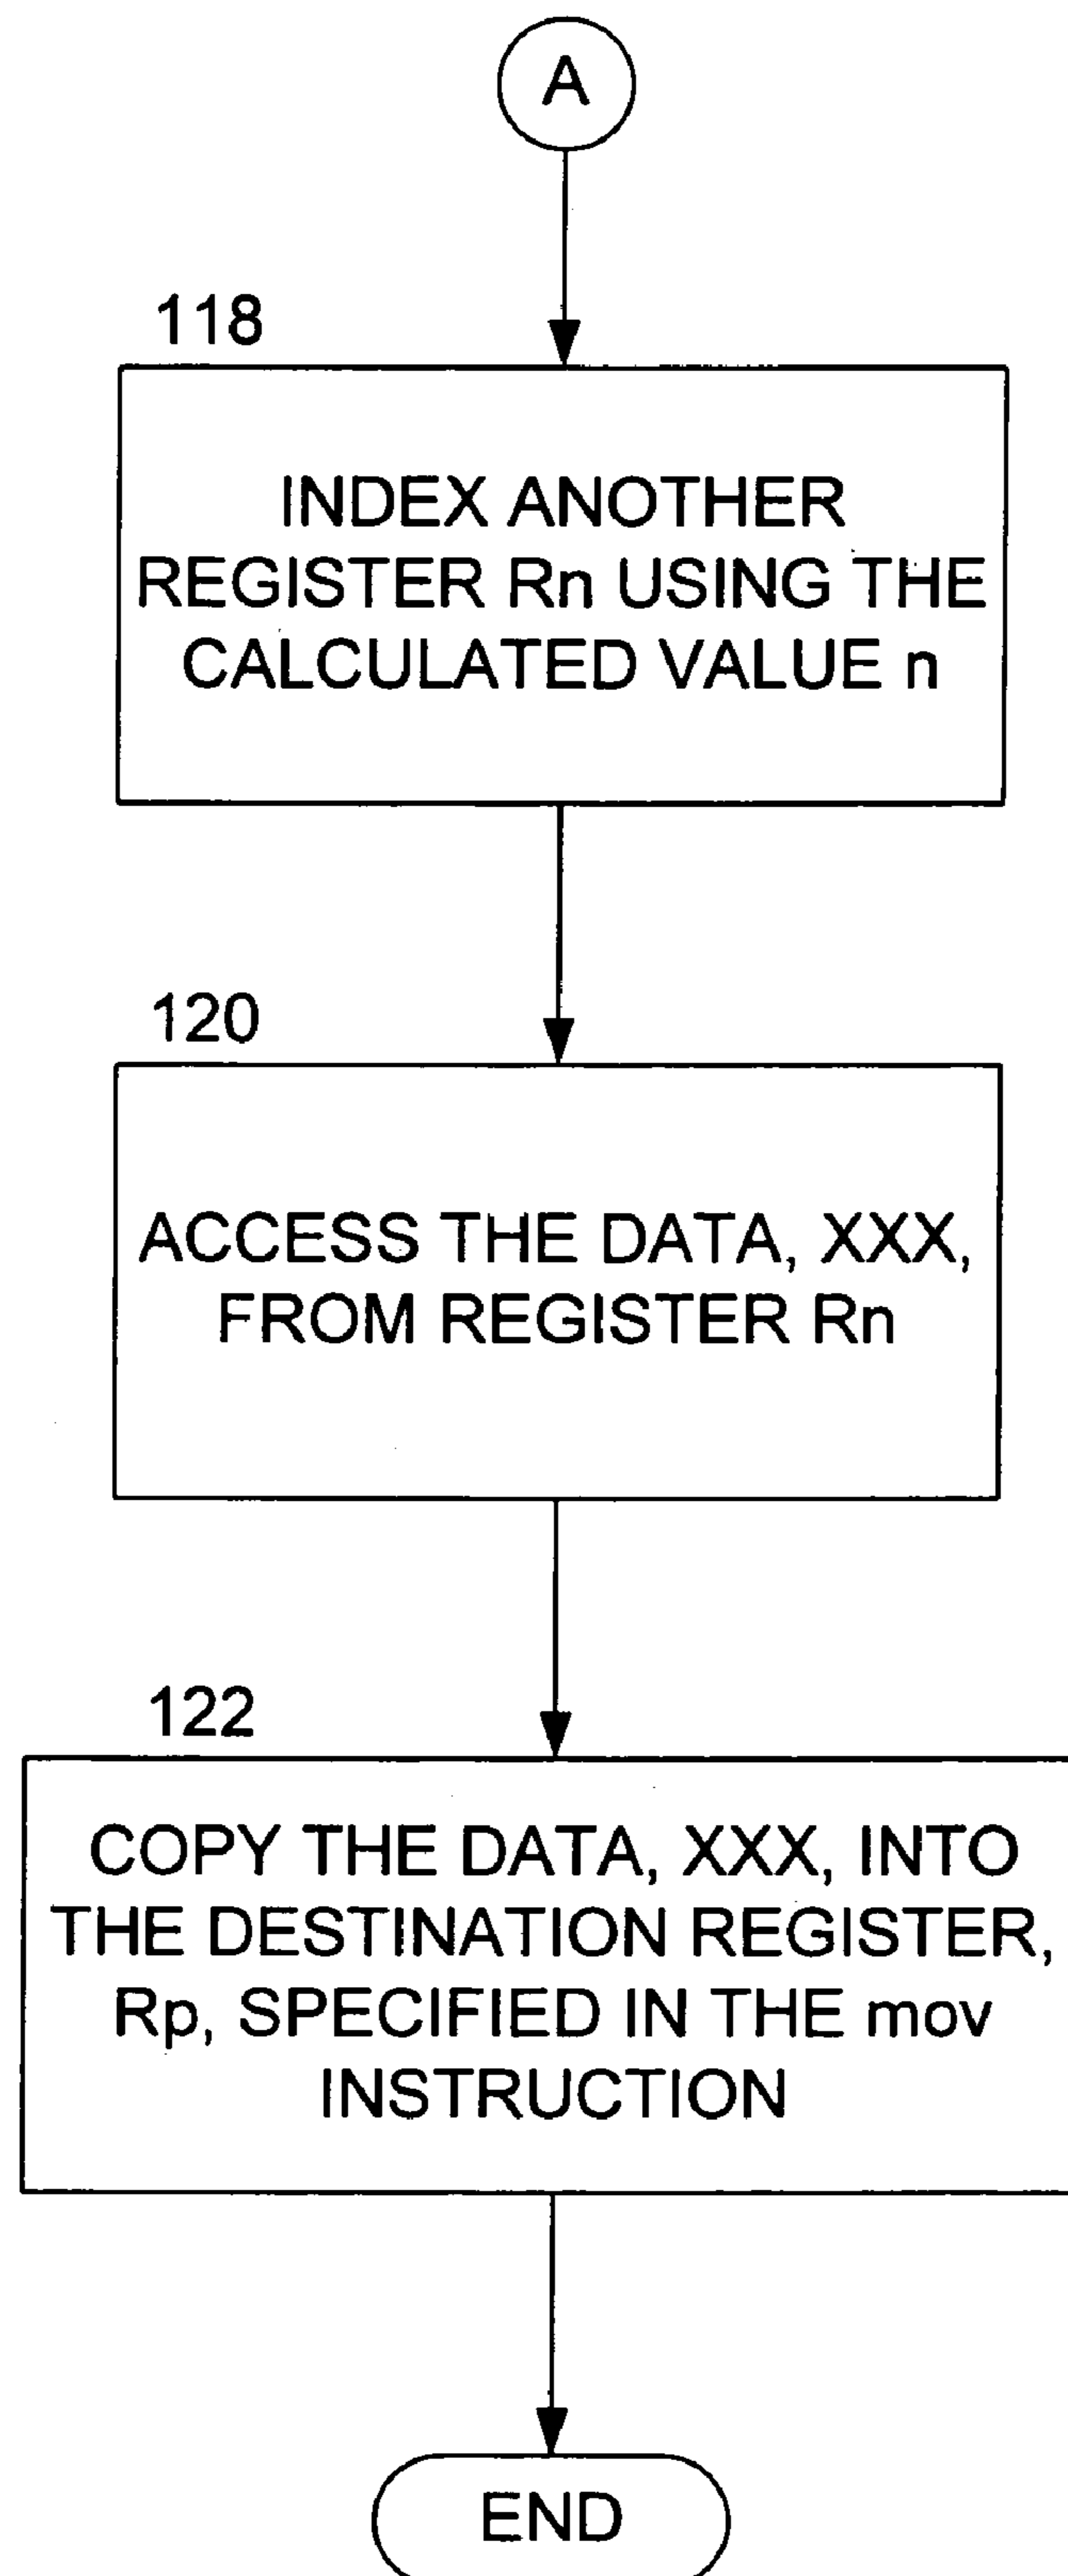 A
118
INDEX ANOTHER
REGISTER Rn USING THE
CALCULATED VALUE n
120
ACCESS THE DATA, XXX,
FROM REGISTER Rn
122
COPY THE DATA, XXX, INTO
THE DESTINATION REGISTER,
Rp, SPECIFIED IN THE mov
INSTRUCTION
END